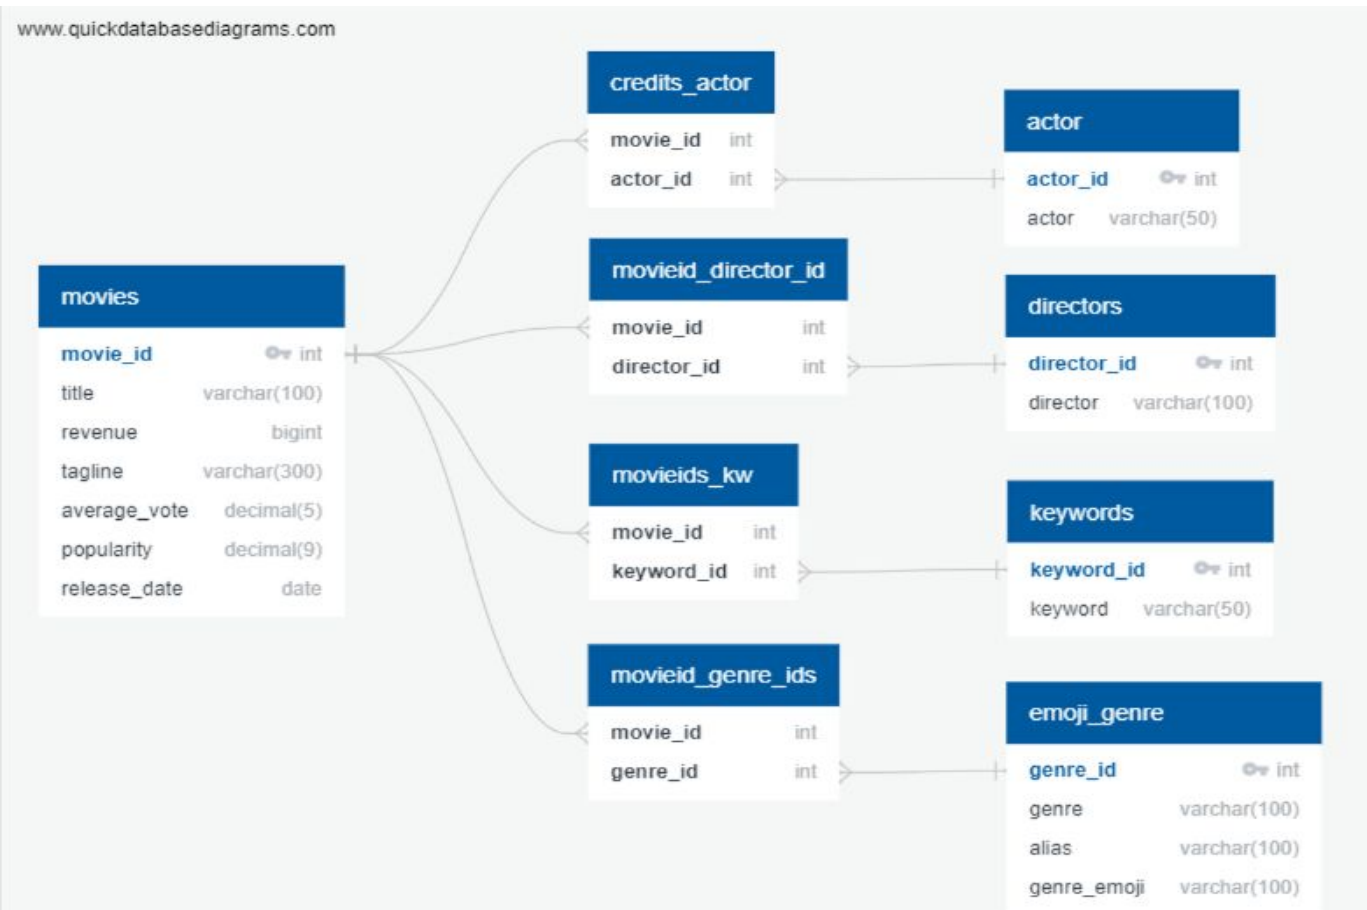 www.quickdatabasediagrams.com
movies
movie_id int
title varchar(100)
revenue bigint
tagline varchar(300)
average_vote decimal(5)
popularity decimal(9)
release_date date
credits_actor
movie_id int
actor_id int
movieid_director_id
movie_id int
director_id int
movieids_kw
movie_id int
keyword_id int
movieid_genre_ids
movie_id int
genre_id int
actor
actor_id int
actor varchar(50)
directors
director_id int
director varchar(100)
keywords
keyword_id int
keyword varchar(50)
emoji_genre
genre_id int
genre varchar(100)
alias varchar(100)
genre_emoji varchar(100)